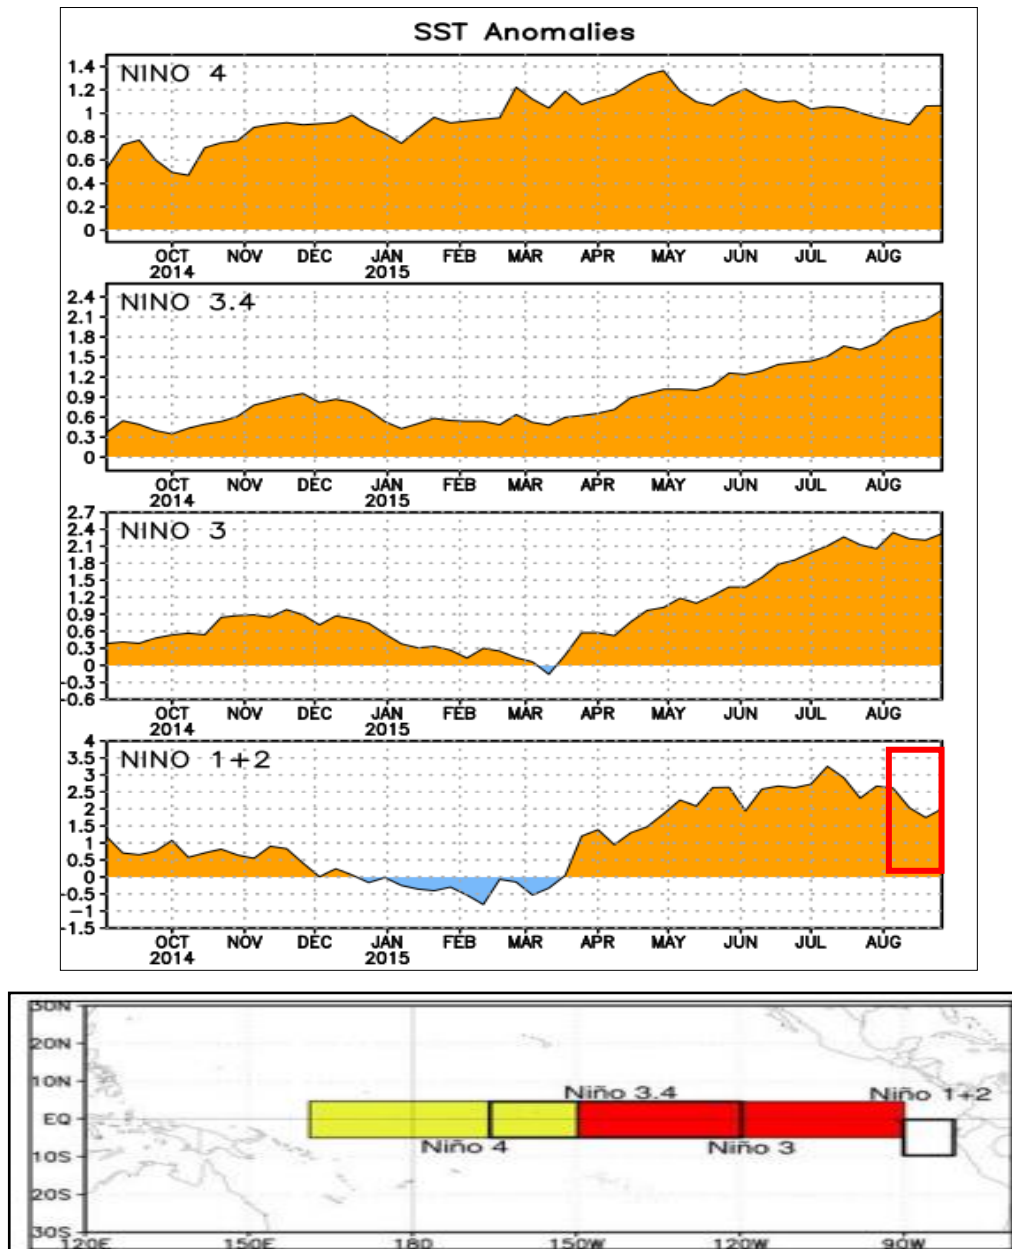 SST Anomalies
NINO 4
1.4
1.2
1
0.8
0.6
0.4
0.2
0
OCT NOV DEC JAN FEB MAR APR MAY JUN JUL AUG
2014 2015
NINO 3.4
2.4
2.1
1.8
1.5
1.2
0.9
0.6
0.3
0
OCT NOV DEC JAN FEB MAR APR MAY JUN JUL AUG
2014 2015
NINO 3
2.7
2.4
2.1
1.8
1.5
1.2
0.9
0.6
0.3
0
-0.3
-0.6
OCT NOV DEC JAN FEB MAR APR MAY JUN JUL AUG
2014 2015
NINO 1+2
4
3.5
3
2.5
2
1.5
1
0.5
0
-0.5
-1
-1.5
OCT NOV DEC JAN FEB MAR APR MAY JUN JUL AUG
2014 2015
30N
20N
10N
EQ
10S
20S
30S
Niño 3.4
Niño 1+2
Niño 4
Niño 3
120E 150E 180 150W 120W 90W